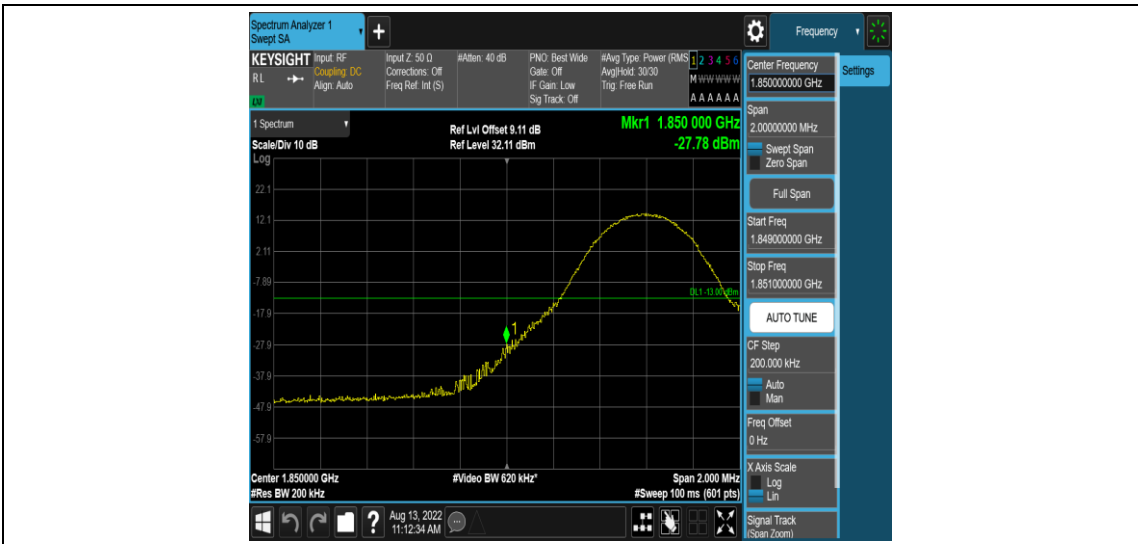 Spectrum Analyzer 1
Swept SA
+
Frequency
KEYSIGHT
RL
LNI
Input: RF
Coupling: DC
Align: Auto
Input Z: 50 Ω
Corrections: Off
Freq Ref: Int (S)
#Atten: 40 dB
PNO: Best Wide
Gate: Off
IF Gain: Low
Sig Track: Off
#Avg Type: Power (RMS
Avg|Hold: 30/30
Trig: Free Run
1 2 3 4 5 6
M W W W W W
A A A A A A
1 Spectrum
Scale/Div 10 dB
Ref Lvl Offset 9.11 dB
Ref Level 32.11 dBm
Mkr1 1.850 000 GHz
-27.78 dBm
Log
22.1
12.1
2.11
-7.89
-17.9
-27.9
-37.9
-47.9
-57.9
DL1 -13.00 dBm
1
Center 1.850000 GHz
#Res BW 200 kHz
#Video BW 620 kHz*
Span 2.000 MHz
#Sweep 100 ms (601 pts)
Center Frequency
1.850000000 GHz
Settings
Span
2.00000000 MHz
Swept Span
Zero Span
Full Span
Start Freq
1.849000000 GHz
Stop Freq
1.851000000 GHz
AUTO TUNE
CF Step
200.000 kHz
Auto
Man
Freq Offset
0 Hz
X Axis Scale
Log
Lin
Signal Track
(Span Zoom)
?
Aug 13, 2022
11:12:34 AM